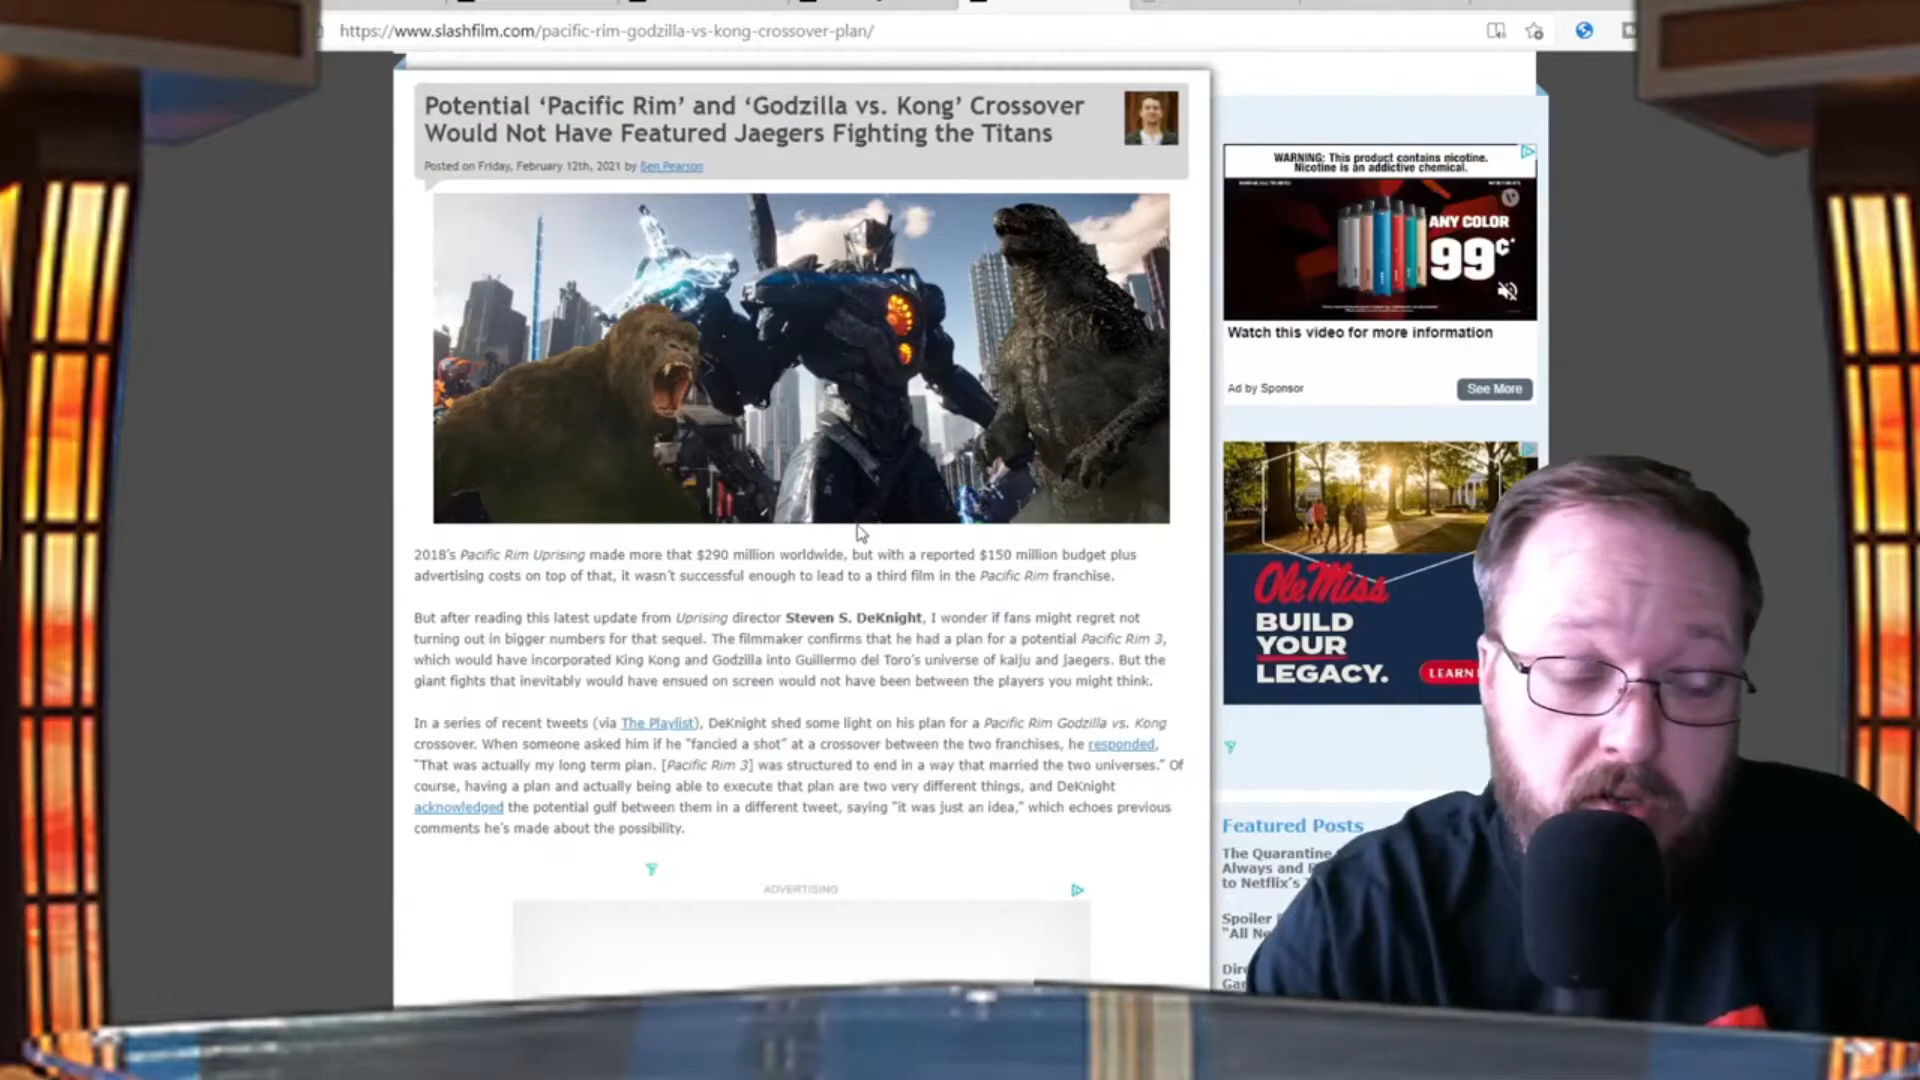 https://www.slashfilm.com/pacific-rim-godzilla-vs-kong-crossover-plan/
Potential ‘Pacific Rim’ and ‘Godzilla vs. Kong’ Crossover
Would Not Have Featured Jaegers Fighting the Titans
Posted on Friday, February 12th, 2021 by Ben Pearson
2018’s Pacific Rim Uprising made more that $290 million worldwide, but with a reported $150 million budget plus
advertising costs on top of that, it wasn’t successful enough to lead to a third film in the Pacific Rim franchise.
But after reading this latest update from Uprising director Steven S. DeKnight, I wonder if fans might regret not
turning out in bigger numbers for that sequel. The filmmaker confirms that he had a plan for a potential Pacific Rim 3,
which would have incorporated King Kong and Godzilla into Guillermo del Toro’s universe of kaiju and jaegers. But the
giant fights that inevitably would have ensued on screen would not have been between the players you might think.
In a series of recent tweets (via The Playlist), DeKnight shed some light on his plan for a Pacific Rim Godzilla vs. Kong
crossover. When someone asked him if he “fancied a shot” at a crossover between the two franchises, he responded,
“That was actually my long term plan. [Pacific Rim 3] was structured to end in a way that married the two universes.” Of
course, having a plan and actually being able to execute that plan are two very different things, and DeKnight
acknowledged the potential gulf between them in a different tweet, saying “it was just an idea,” which echoes previous
comments he’s made about the possibility.
ADVERTISING
WARNING: This product contains nicotine.
Nicotine is an addictive chemical.
ANY COLOR
99¢*
Watch this video for more information
Ad by Sponsor
See More
Ole Miss
BUILD
YOUR
LEGACY.
LEARN
Featured Posts
The Quarantine
Always and
to Netflix’s
Spoiler
“All